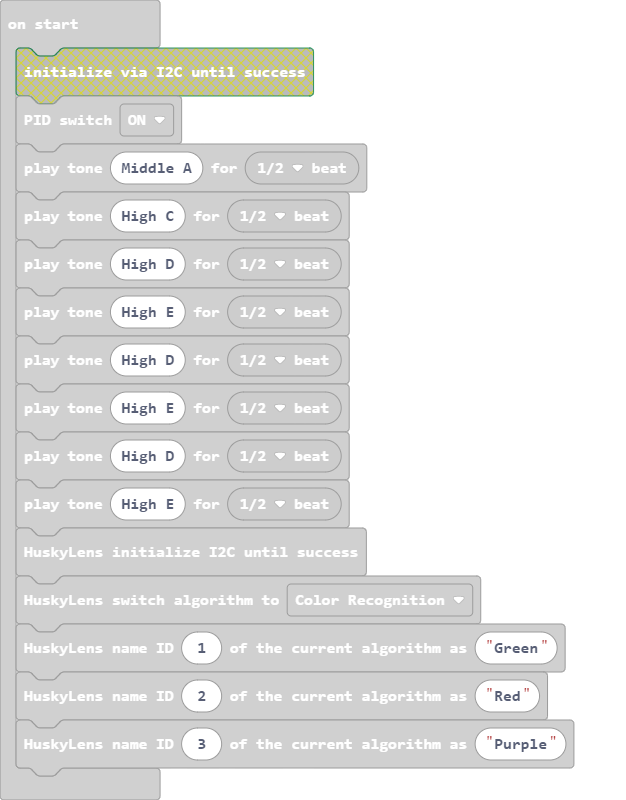 on start
initialize via I2C until success
PID switch ON
play tone Middle A for 1/2 beat
play tone High C for 1/2 beat
play tone High D for 1/2 beat
play tone High E for 1/2 beat
play tone High D for 1/2 beat
play tone High E for 1/2 beat
play tone High D for 1/2 beat
play tone High E for 1/2 beat
HuskyLens initialize I2C until success
HuskyLens switch algorithm to Color Recognition
HuskyLens name ID 1 of the current algorithm as "Green"
HuskyLens name ID 2 of the current algorithm as "Red"
HuskyLens name ID 3 of the current algorithm as "Purple"